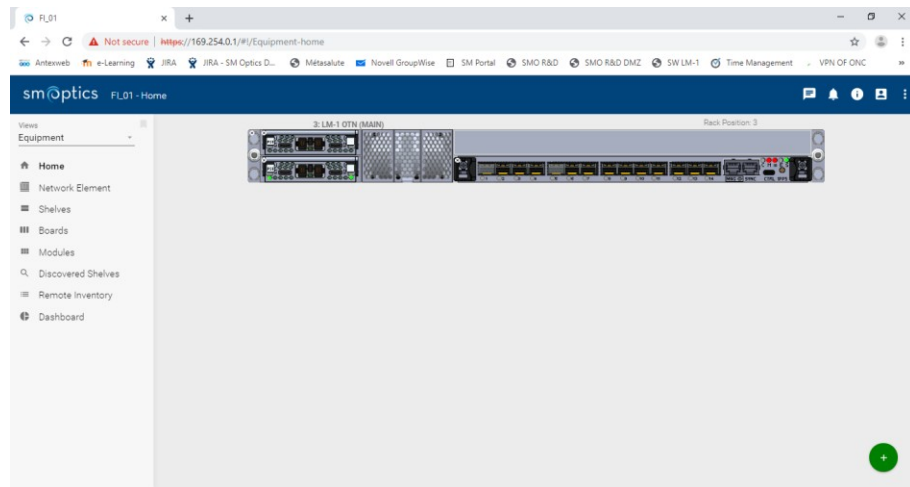 FI_01
Not secure | https://169.254.0.1/#!/Equipment-home
Antexweb e-Learning JIRA JIRA - SM Optics D... Métasalute Novell GroupWise SM Portal SMO R&D SMO R&D DMZ SW LM-1 Time Management VPN OF ONC »
smoptics FI_01 - Home
Views
Equipment
3: LM-1 OTN (MAIN)
Rack Position: 3
Home
Network Element
Shelves
Boards
Modules
Discovered Shelves
Remote Inventory
Dashboard